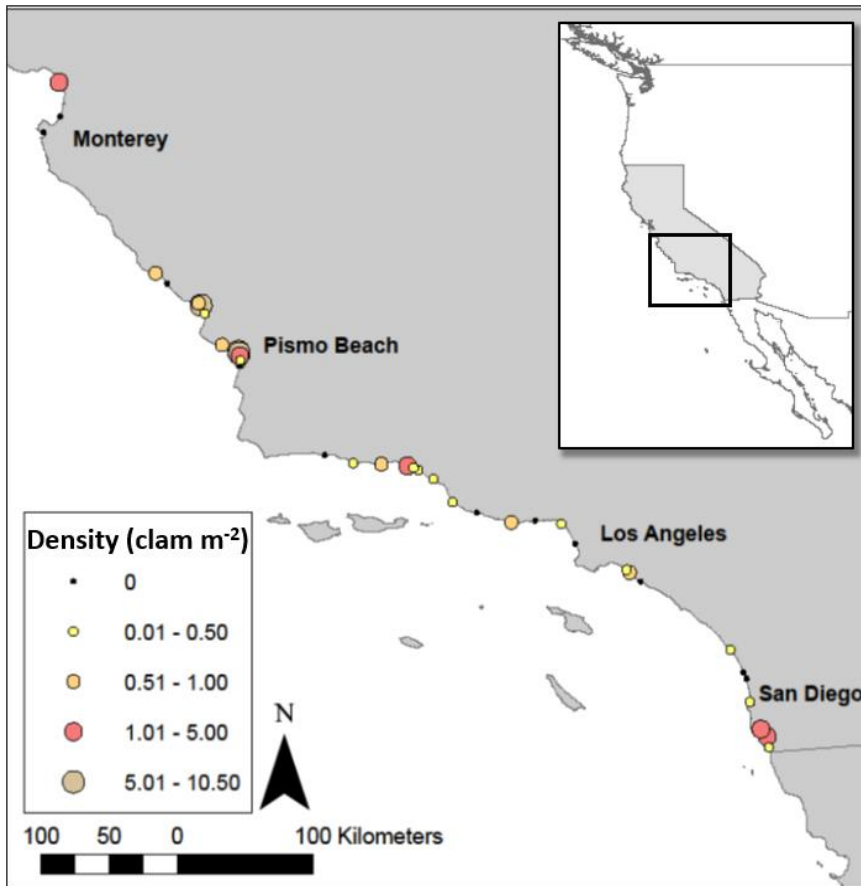 Monterey
Pismo Beach
Los Angeles
San Diego
Density (clam m-2)
0
0.01 - 0.50
0.51 - 1.00
1.01 - 5.00
5.01 - 10.50
N
100 50 0 100 Kilometers